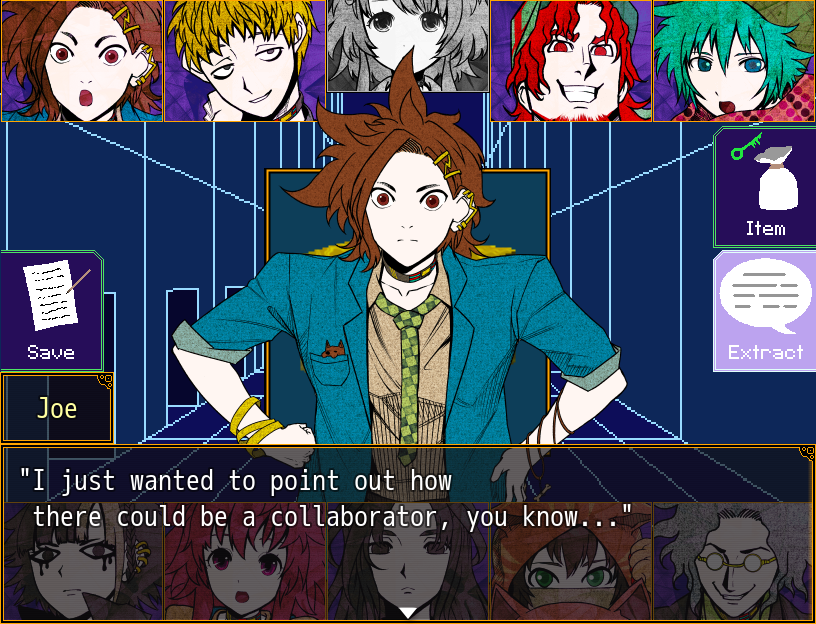 Item
Save
Extract
Joe
"I just wanted to point out how
there could be a collaborator, you know..."